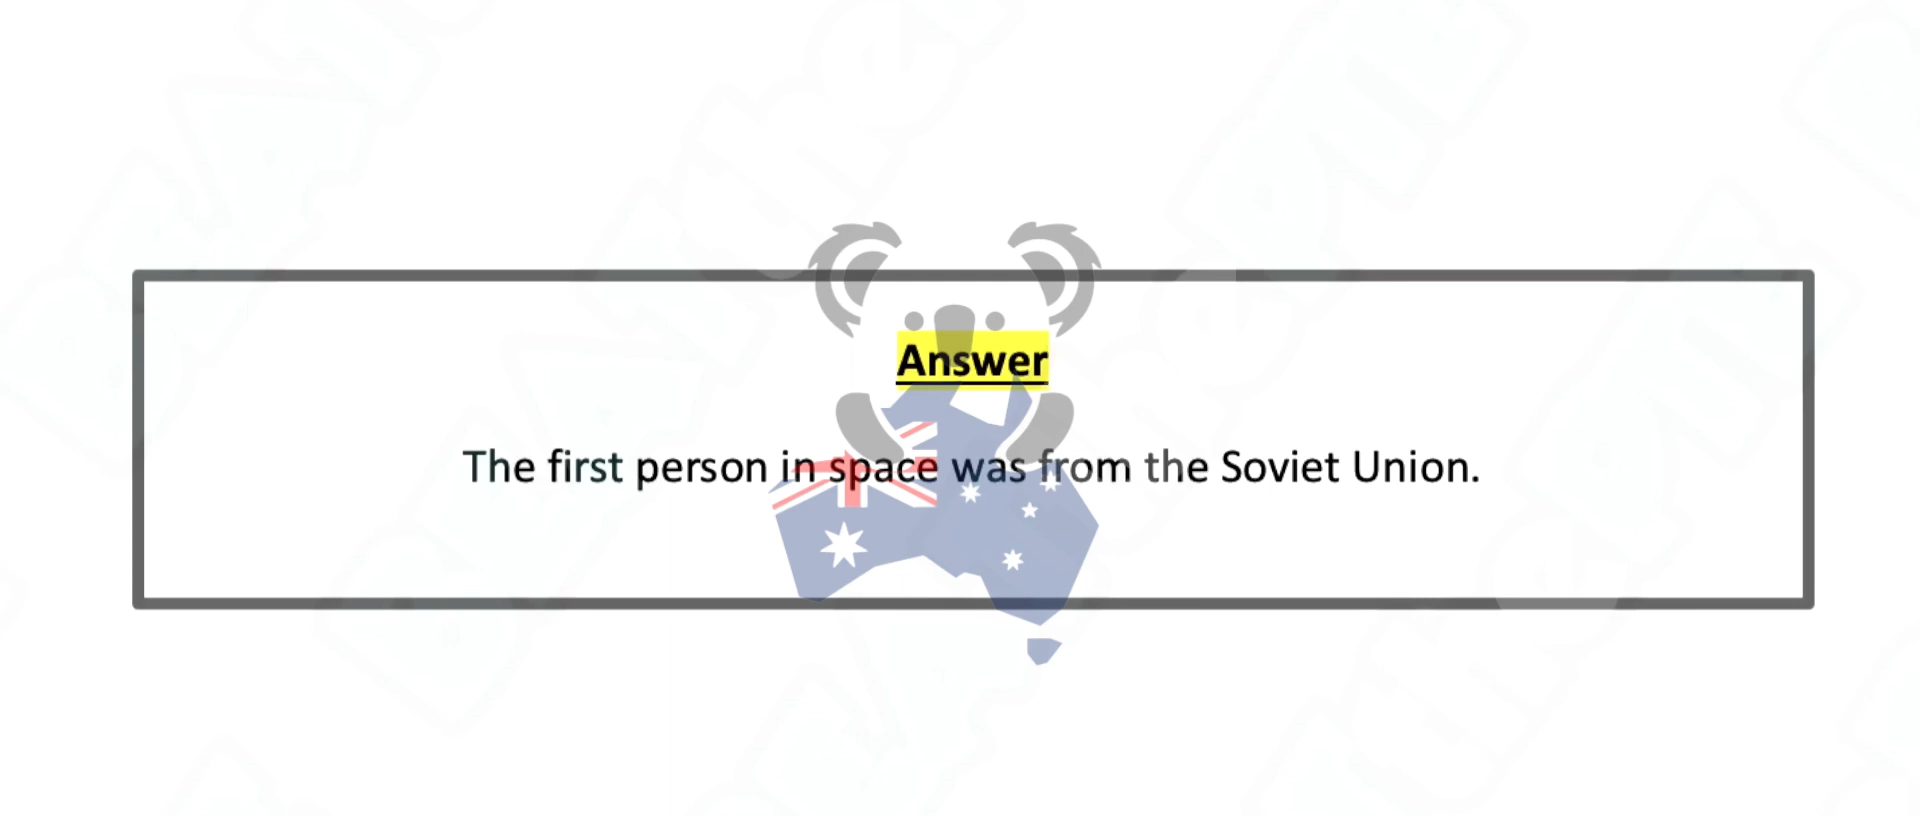 Answer
The first person in space was from the Soviet Union.